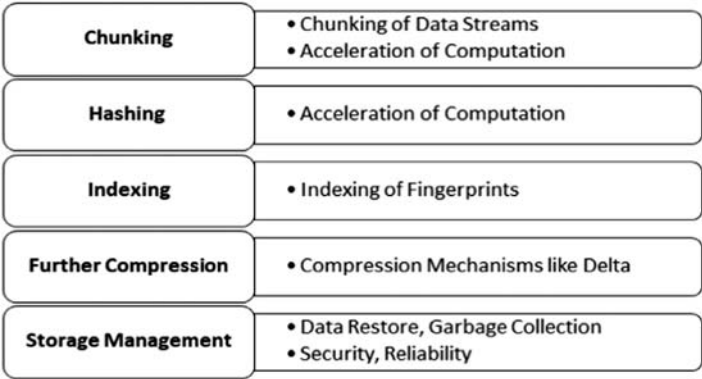 Chunking
• Chunking of Data Streams
• Acceleration of Computation
Hashing
• Acceleration of Computation
Indexing
• Indexing of Fingerprints
Further Compression
• Compression Mechanisms like Delta
Storage Management
• Data Restore, Garbage Collection
• Security, Reliability